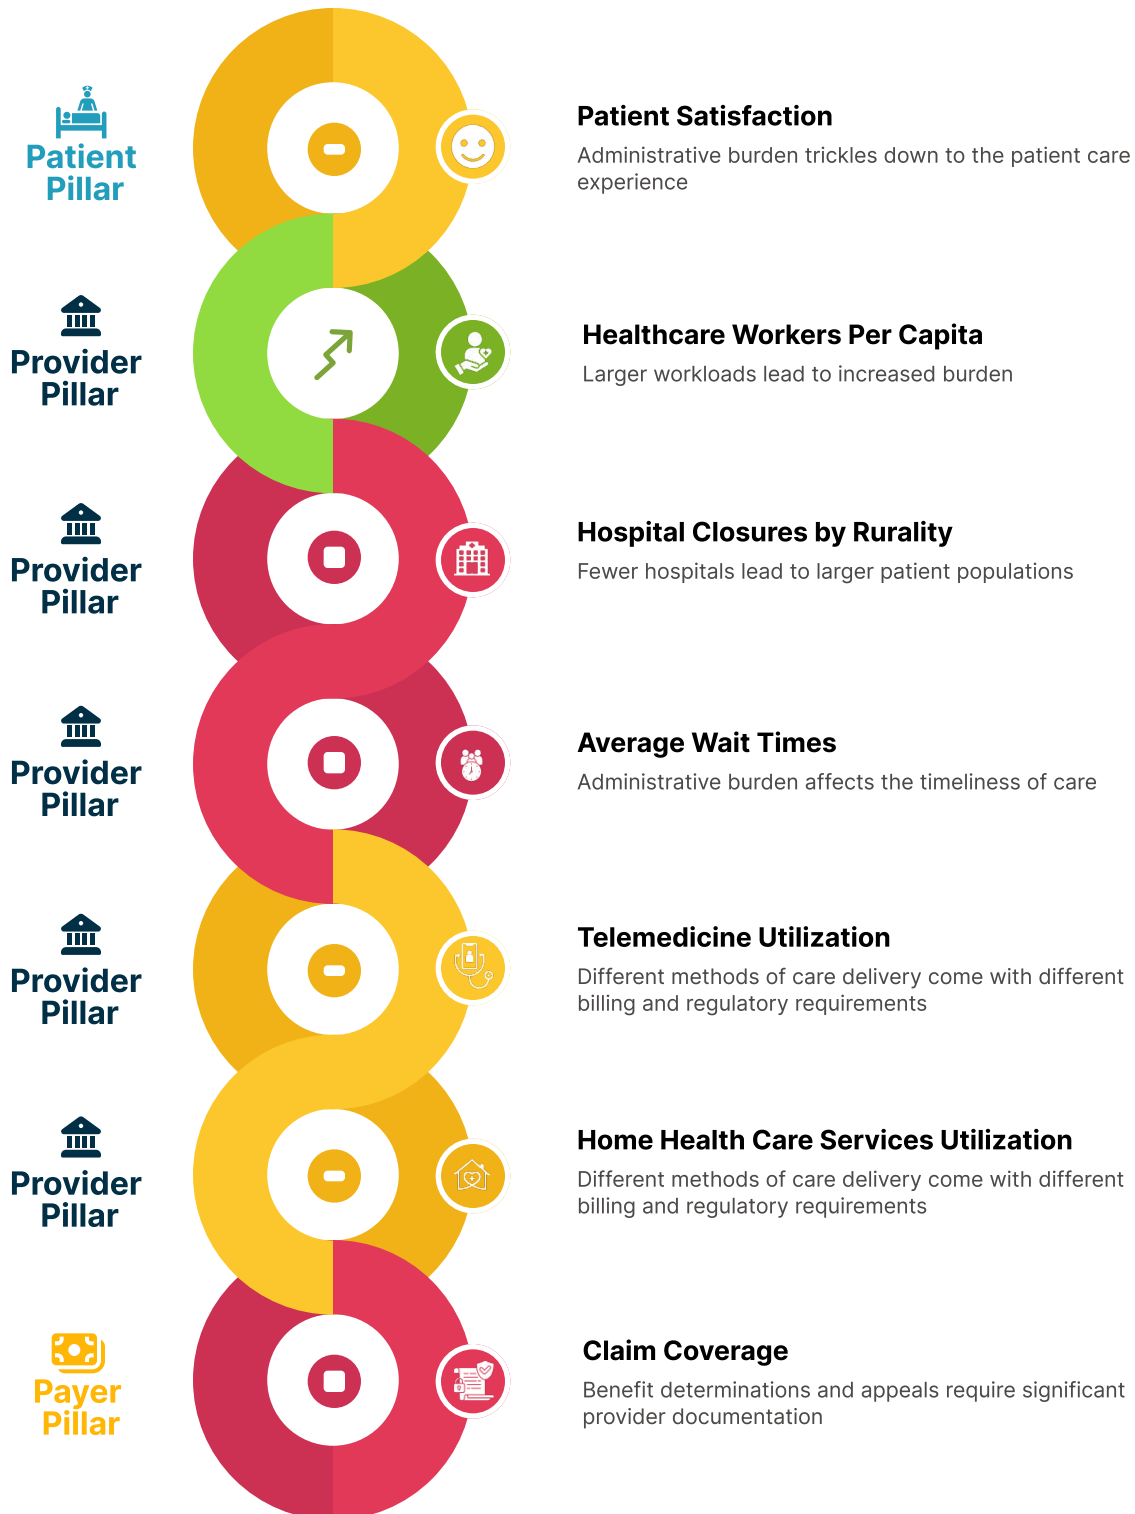 Patient
Pillar
Patient Satisfaction
Administrative burden trickles down to the patient care
experience
Provider
Pillar
Healthcare Workers Per Capita
Larger workloads lead to increased burden
Provider
Pillar
Hospital Closures by Rurality
Fewer hospitals lead to larger patient populations
Provider
Pillar
Average Wait Times
Administrative burden affects the timeliness of care
Provider
Pillar
Telemedicine Utilization
Different methods of care delivery come with different
billing and regulatory requirements
Provider
Pillar
Home Health Care Services Utilization
Different methods of care delivery come with different
billing and regulatory requirements
Payer
Pillar
Claim Coverage
Benefit determinations and appeals require significant
provider documentation